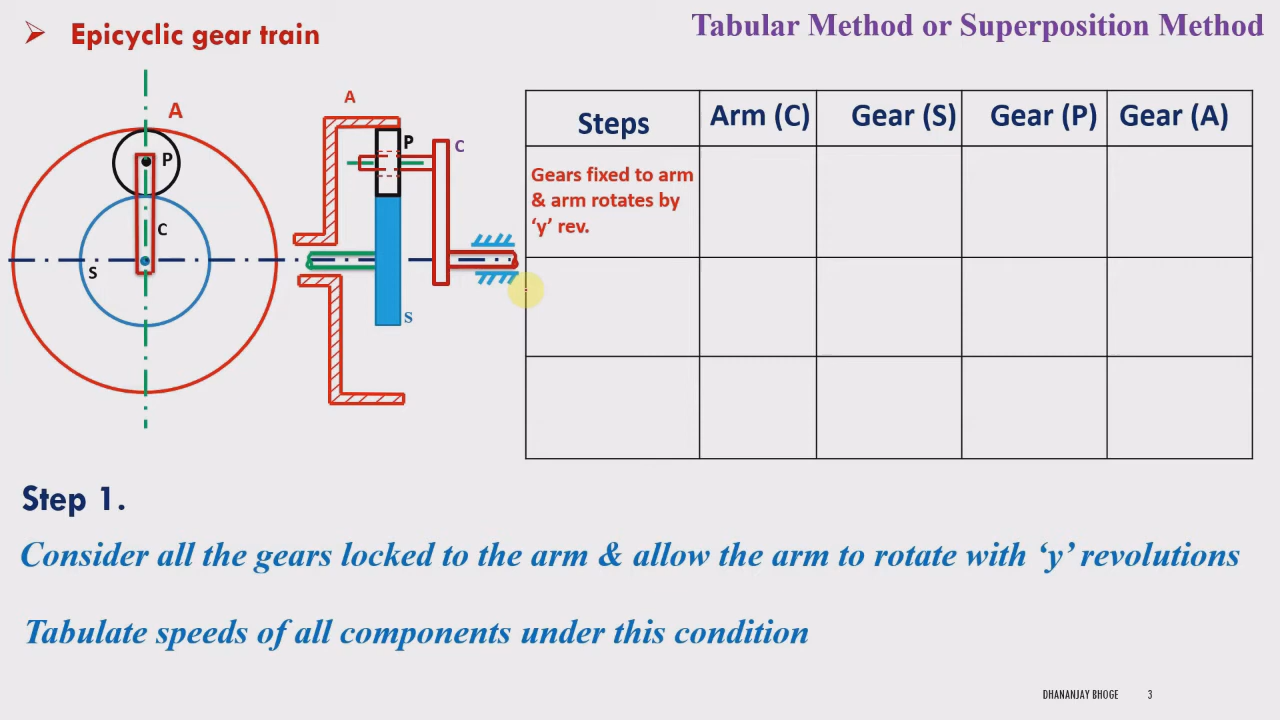 Epicyclic gear train
Tabular Method or Superposition Method
A
P
C
S
A
P
C
S
Steps
Arm (C)
Gear (S)
Gear (P)
Gear (A)
Gears fixed to arm
& arm rotates by
‘y’ rev.
Step 1.
Consider all the gears locked to the arm & allow the arm to rotate with ‘y’ revolutions
Tabulate speeds of all components under this condition
DHANANJAY BHOGE 3